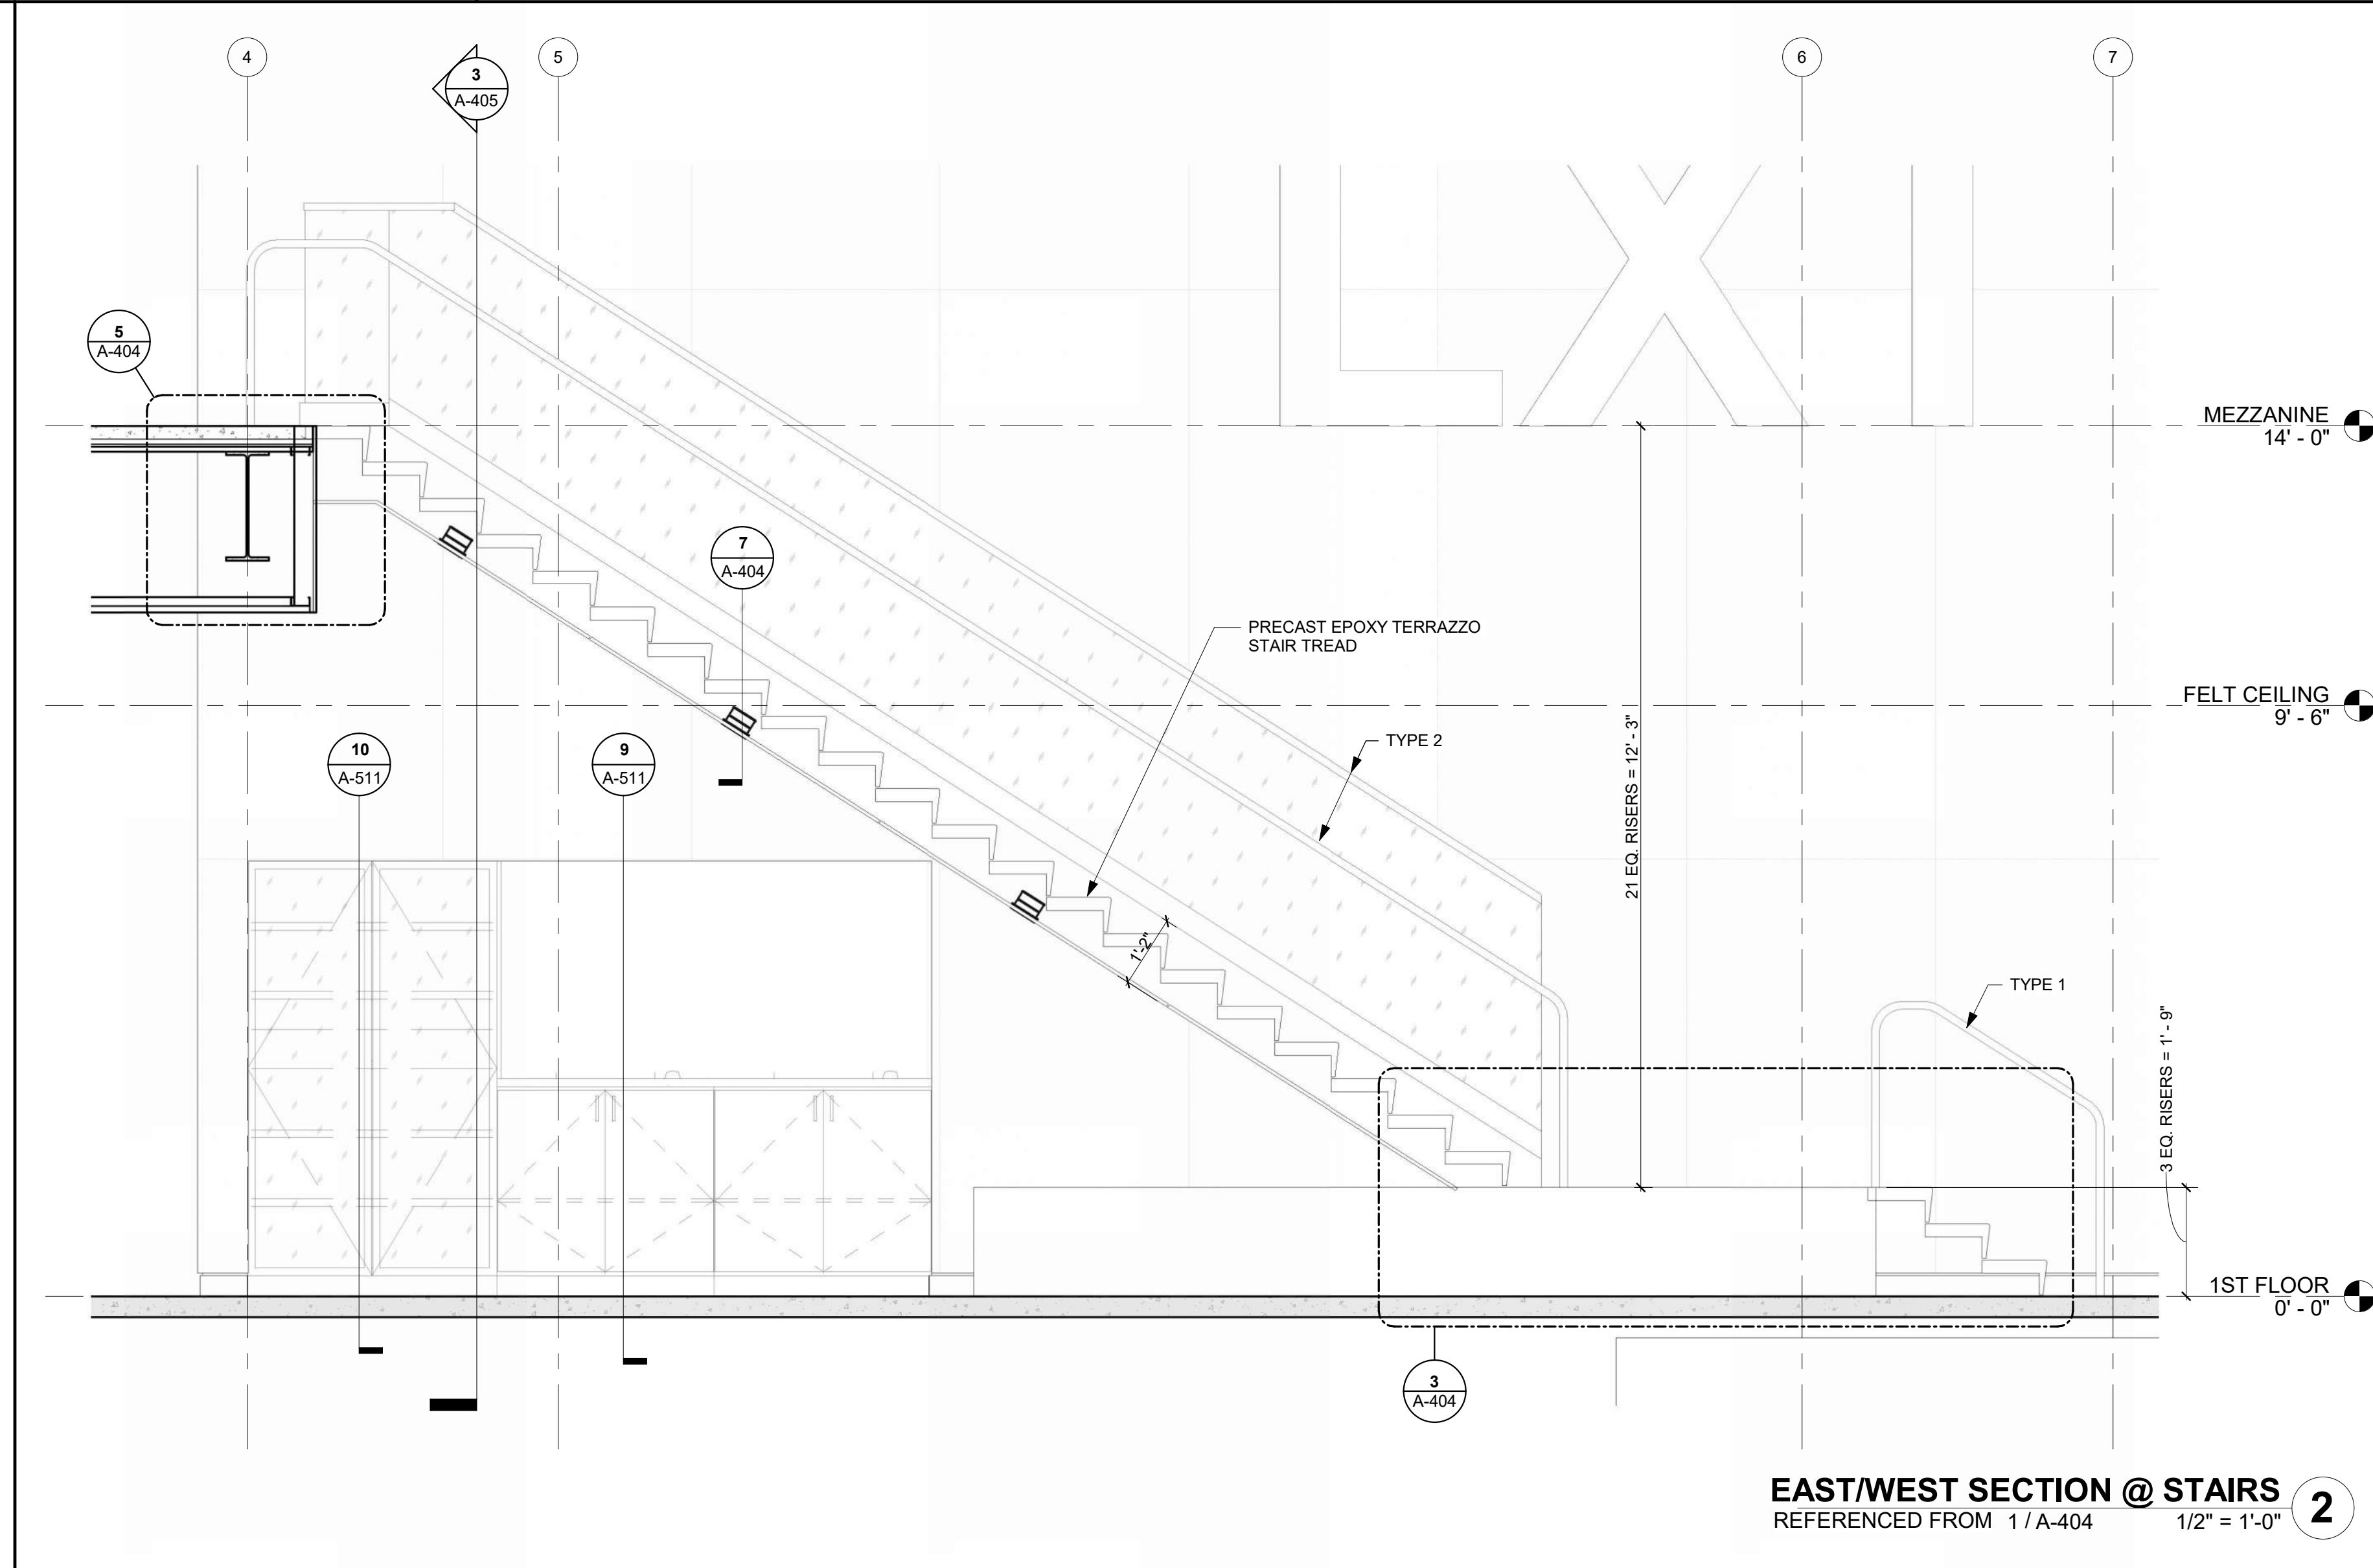 4
3
A-405
5
6
7
5
A-404
MEZZANINE
14' - 0"
7
A-404
PRECAST EPOXY TERRAZZO
STAIR TREAD
FELT CEILING
9' - 6"
TYPE 2
21 EQ. RISERS = 12' - 3"
10
A-511
9
A-511
1'-2"
TYPE 1
3 EQ. RISERS = 1' - 9"
1ST FLOOR
0' - 0"
3
A-404
EAST/WEST SECTION @ STAIRS
2
REFERENCED FROM 1 / A-404 1/2" = 1'-0"